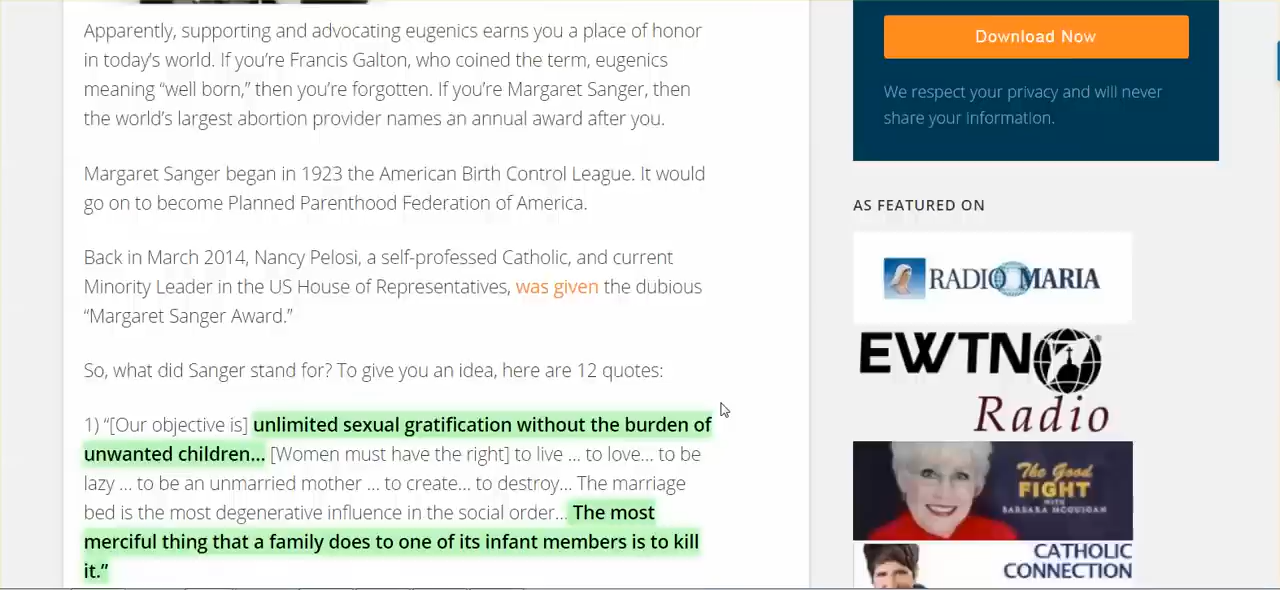 Apparently, supporting and advocating eugenics earns you a place of honor
in today’s world. If you’re Francis Galton, who coined the term, eugenics
meaning “well born,” then you’re forgotten. If you’re Margaret Sanger, then
the world’s largest abortion provider names an annual award after you.
Margaret Sanger began in 1923 the American Birth Control League. It would
go on to become Planned Parenthood Federation of America.
Back in March 2014, Nancy Pelosi, a self-professed Catholic, and current
Minority Leader in the US House of Representatives, was given the dubious
“Margaret Sanger Award.”
So, what did Sanger stand for? To give you an idea, here are 12 quotes:
1) “[Our objective is] unlimited sexual gratification without the burden of
unwanted children… [Women must have the right] to live … to love… to be
lazy … to be an unmarried mother … to create… to destroy… The marriage
bed is the most degenerative influence in the social order… The most
merciful thing that a family does to one of its infant members is to kill
it.”
Download Now
We respect your privacy and will never
share your information.
AS FEATURED ON
RADIO MARIA
EWTN
Radio
The Good
FIGHT
WITH
BARBARA MCGUIGAN
CATHOLIC
CONNECTION